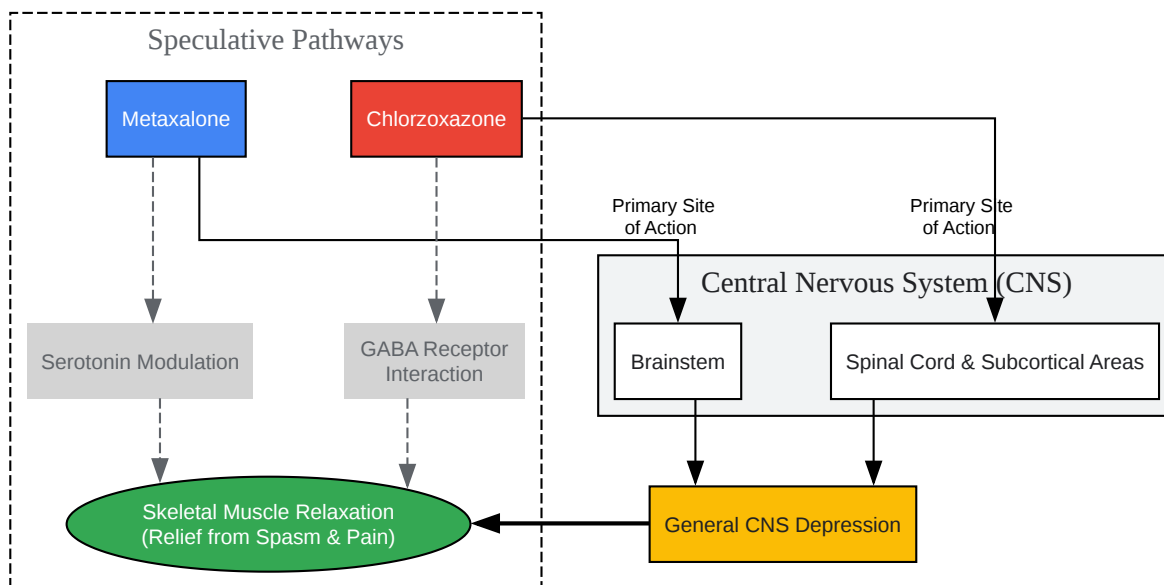 Speculative Pathways
Metaxalone
Chlorzoxazone
Primary Site
of Action
Primary Site
of Action
Central Nervous System (CNS)
Serotonin Modulation
GABA Receptor
Interaction
Brainstem
Spinal Cord & Subcortical Areas
Skeletal Muscle Relaxation
(Relief from Spasm & Pain)
General CNS Depression